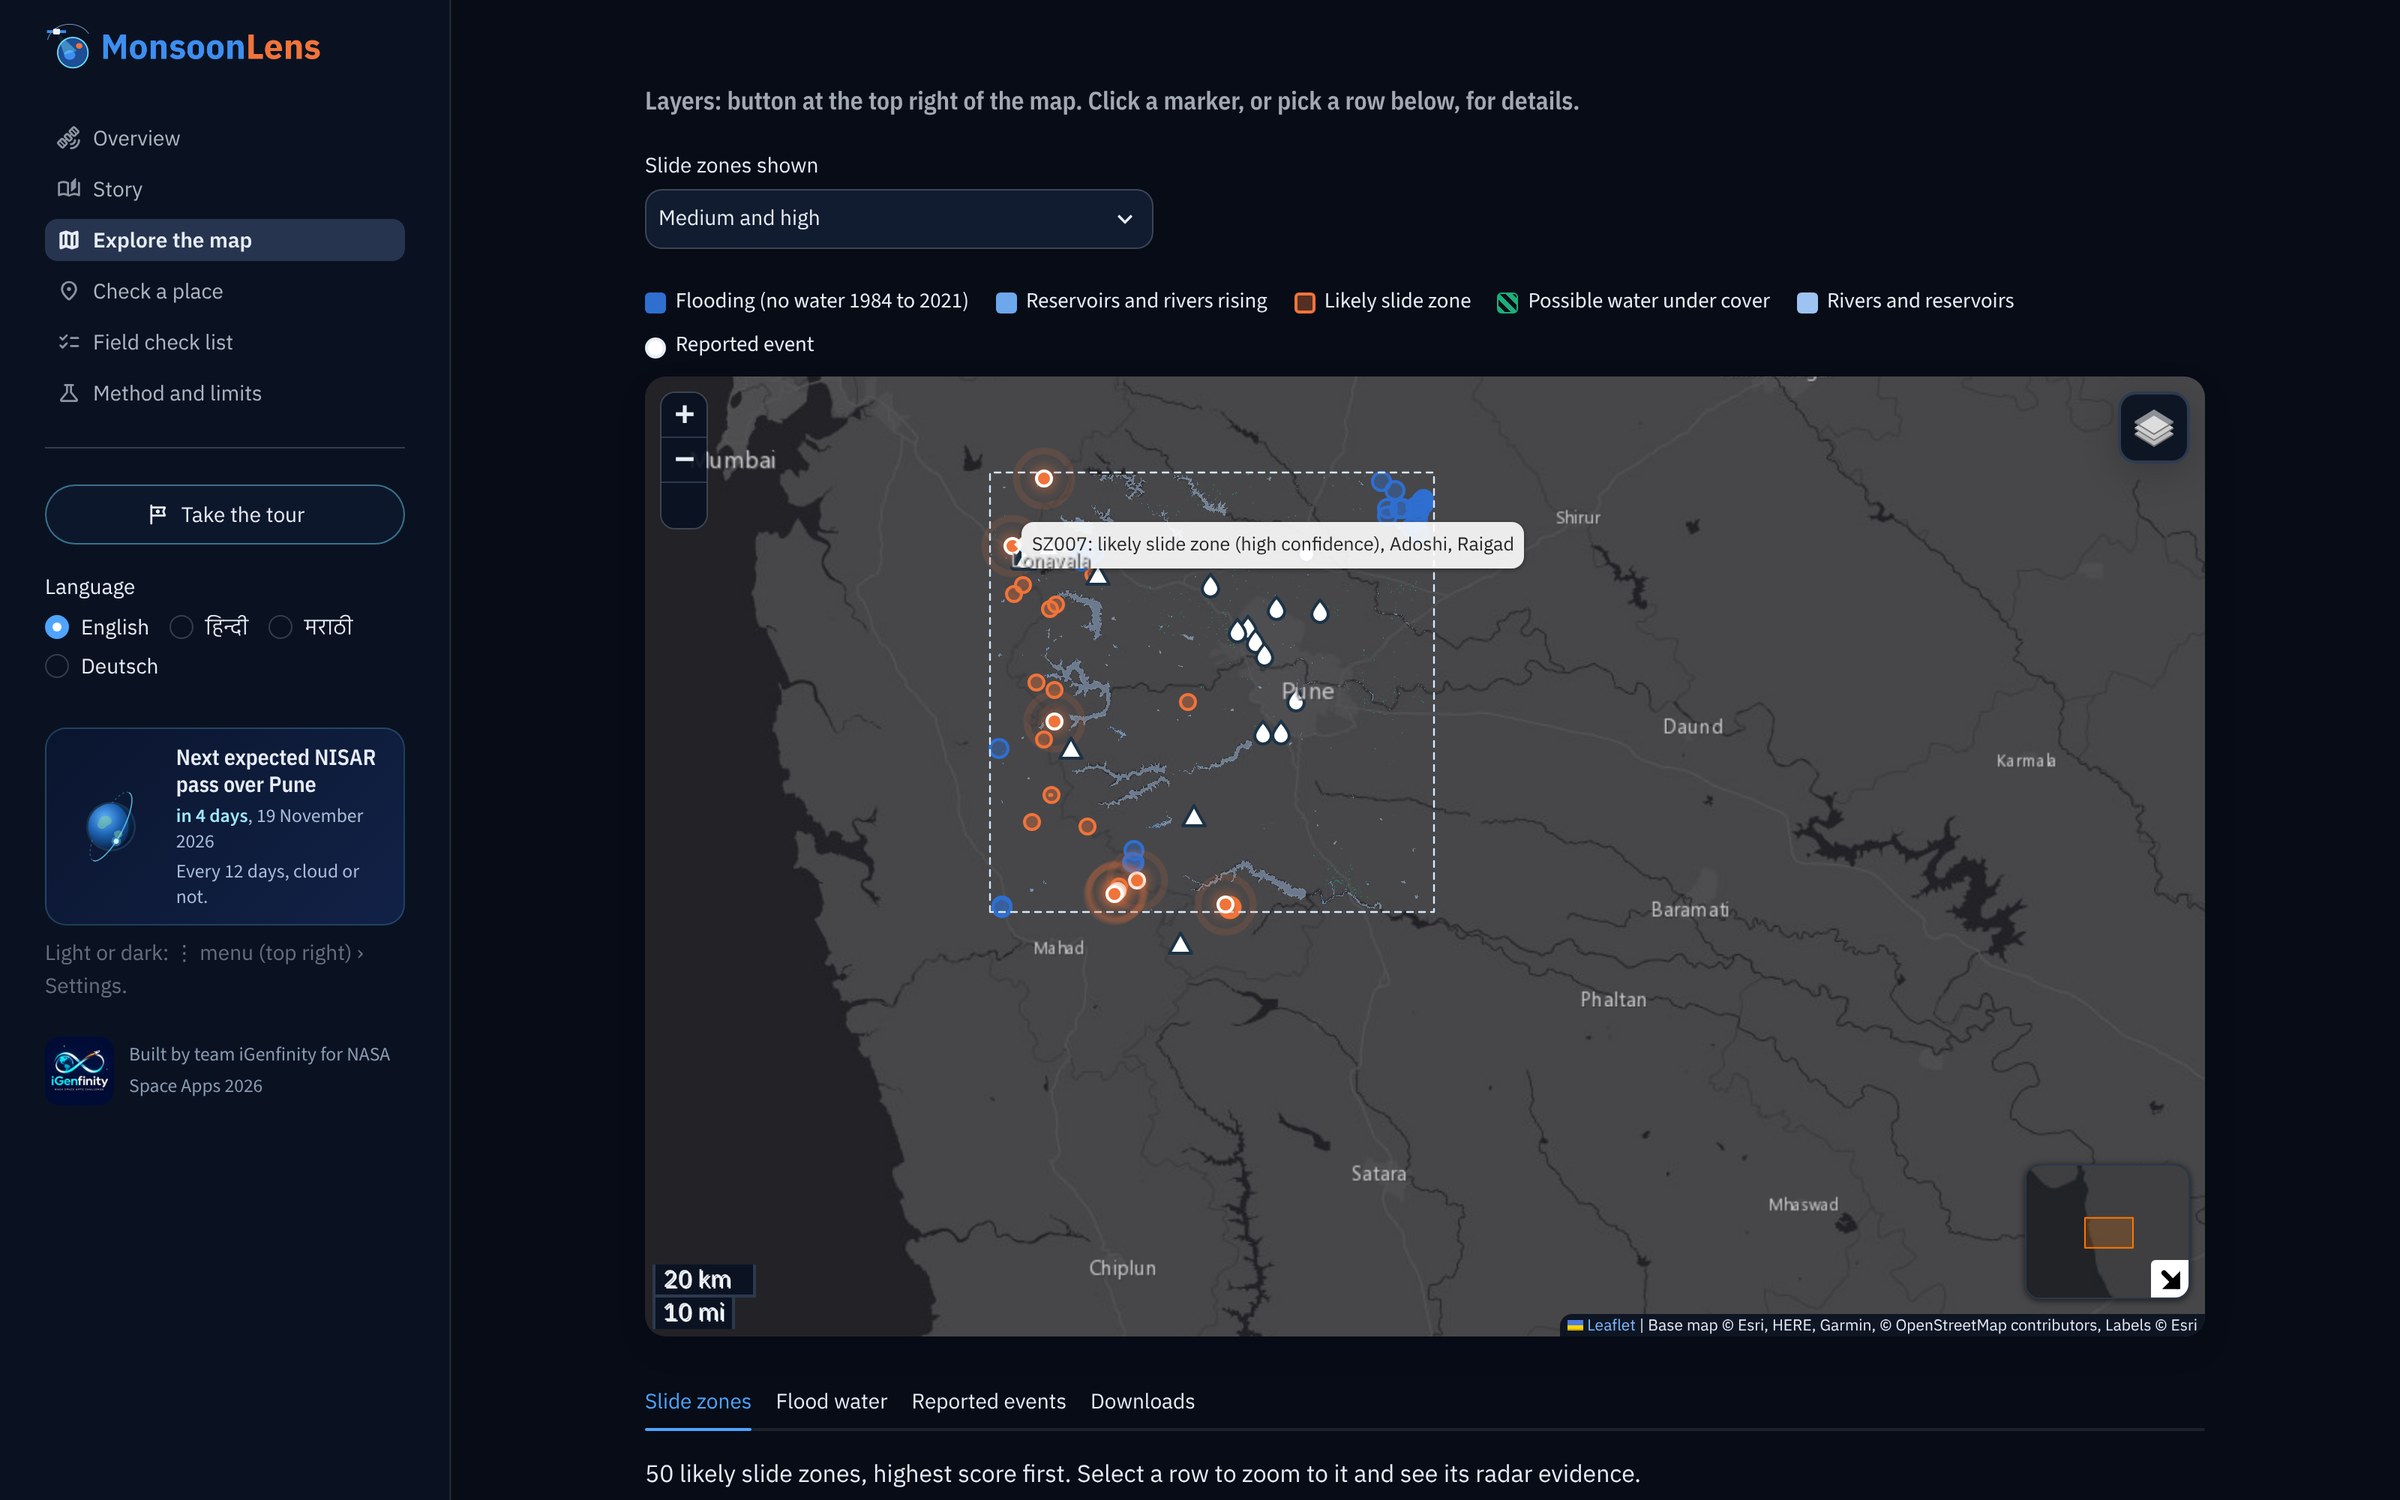 MonsoonLens
Overview
Story
Explore the map
Check a place
Field check list
Method and limits
Take the tour
Language
English
हिन्दी
मराठी
Deutsch
Next expected NISAR
pass over Pune
in 4 days, 19 November
2026
Every 12 days, cloud or
not.
Light or dark: ⋮ menu (top right) ›
Settings.
iGenfinity
Built by team iGenfinity for NASA
Space Apps 2026
Layers: button at the top right of the map. Click a marker, or pick a row below, for details.
Slide zones shown
Medium and high
Flooding (no water 1984 to 2021)
Reservoirs and rivers rising
Likely slide zone
Possible water under cover
Rivers and reservoirs
Reported event
+
−
Mumbai
SZ007: likely slide zone (high confidence), Adoshi, Raigad
Lonavala
Shirur
Pune
Daund
Karmala
Baramati
Mahad
Phaltan
Satara
Mhaswad
Chiplun
20 km
10 mi
Leaflet | Base map © Esri, HERE, Garmin, © OpenStreetMap contributors, Labels © Esri
Slide zones
Flood water
Reported events
Downloads
50 likely slide zones, highest score first. Select a row to zoom to it and see its radar evidence.